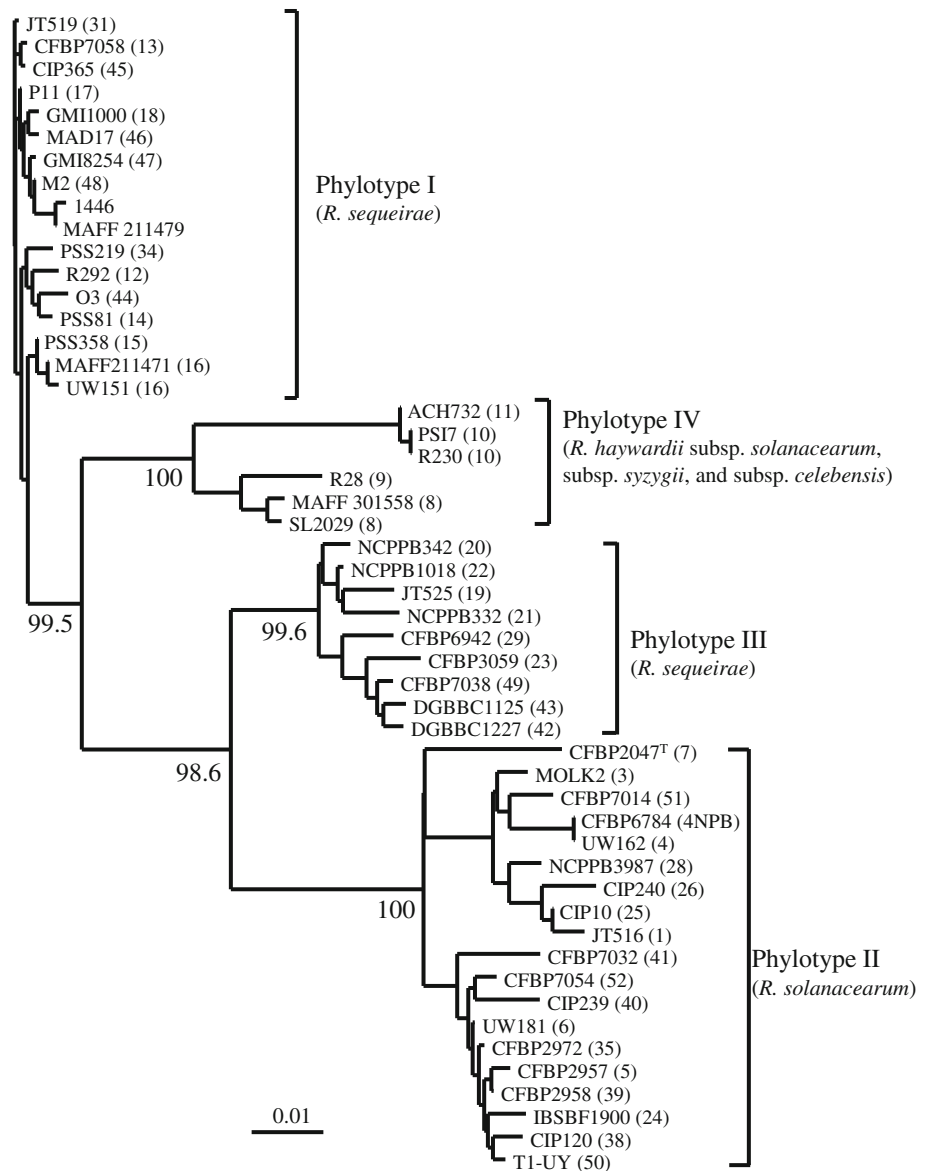 JT519 (31)
CFBP7058 (13)
CIP365 (45)
P11 (17)
GMI1000 (18)
MAD17 (46)
GMI8254 (47)
M2 (48)
1446
MAFF 211479
PSS219 (34)
R292 (12)
O3 (44)
PSS81 (14)
PSS358 (15)
MAFF211471 (16)
UW151 (16)
Phylotype I
(R. sequeirae)
ACH732 (11)
PSI7 (10)
R230 (10)
R28 (9)
MAFF 301558 (8)
SL2029 (8)
100
Phylotype IV
(R. haywardii subsp. solanacearum,
subsp. syzygii, and subsp. celebensis)
NCPPB342 (20)
NCPPB1018 (22)
JT525 (19)
NCPPB332 (21)
CFBP6942 (29)
CFBP3059 (23)
CFBP7038 (49)
DGBBC1125 (43)
DGBBC1227 (42)
99.5
99.6
Phylotype III
(R. sequeirae)
98.6
CFBP2047ᵀ (7)
MOLK2 (3)
CFBP7014 (51)
CFBP6784 (4NPB)
UW162 (4)
NCPPB3987 (28)
CIP240 (26)
CIP10 (25)
JT516 (1)
CFBP7032 (41)
CFBP7054 (52)
CIP239 (40)
UW181 (6)
CFBP2972 (35)
CFBP2957 (5)
CFBP2958 (39)
IBSBF1900 (24)
CIP120 (38)
T1-UY (50)
100
Phylotype II
(R. solanacearum)
0.01